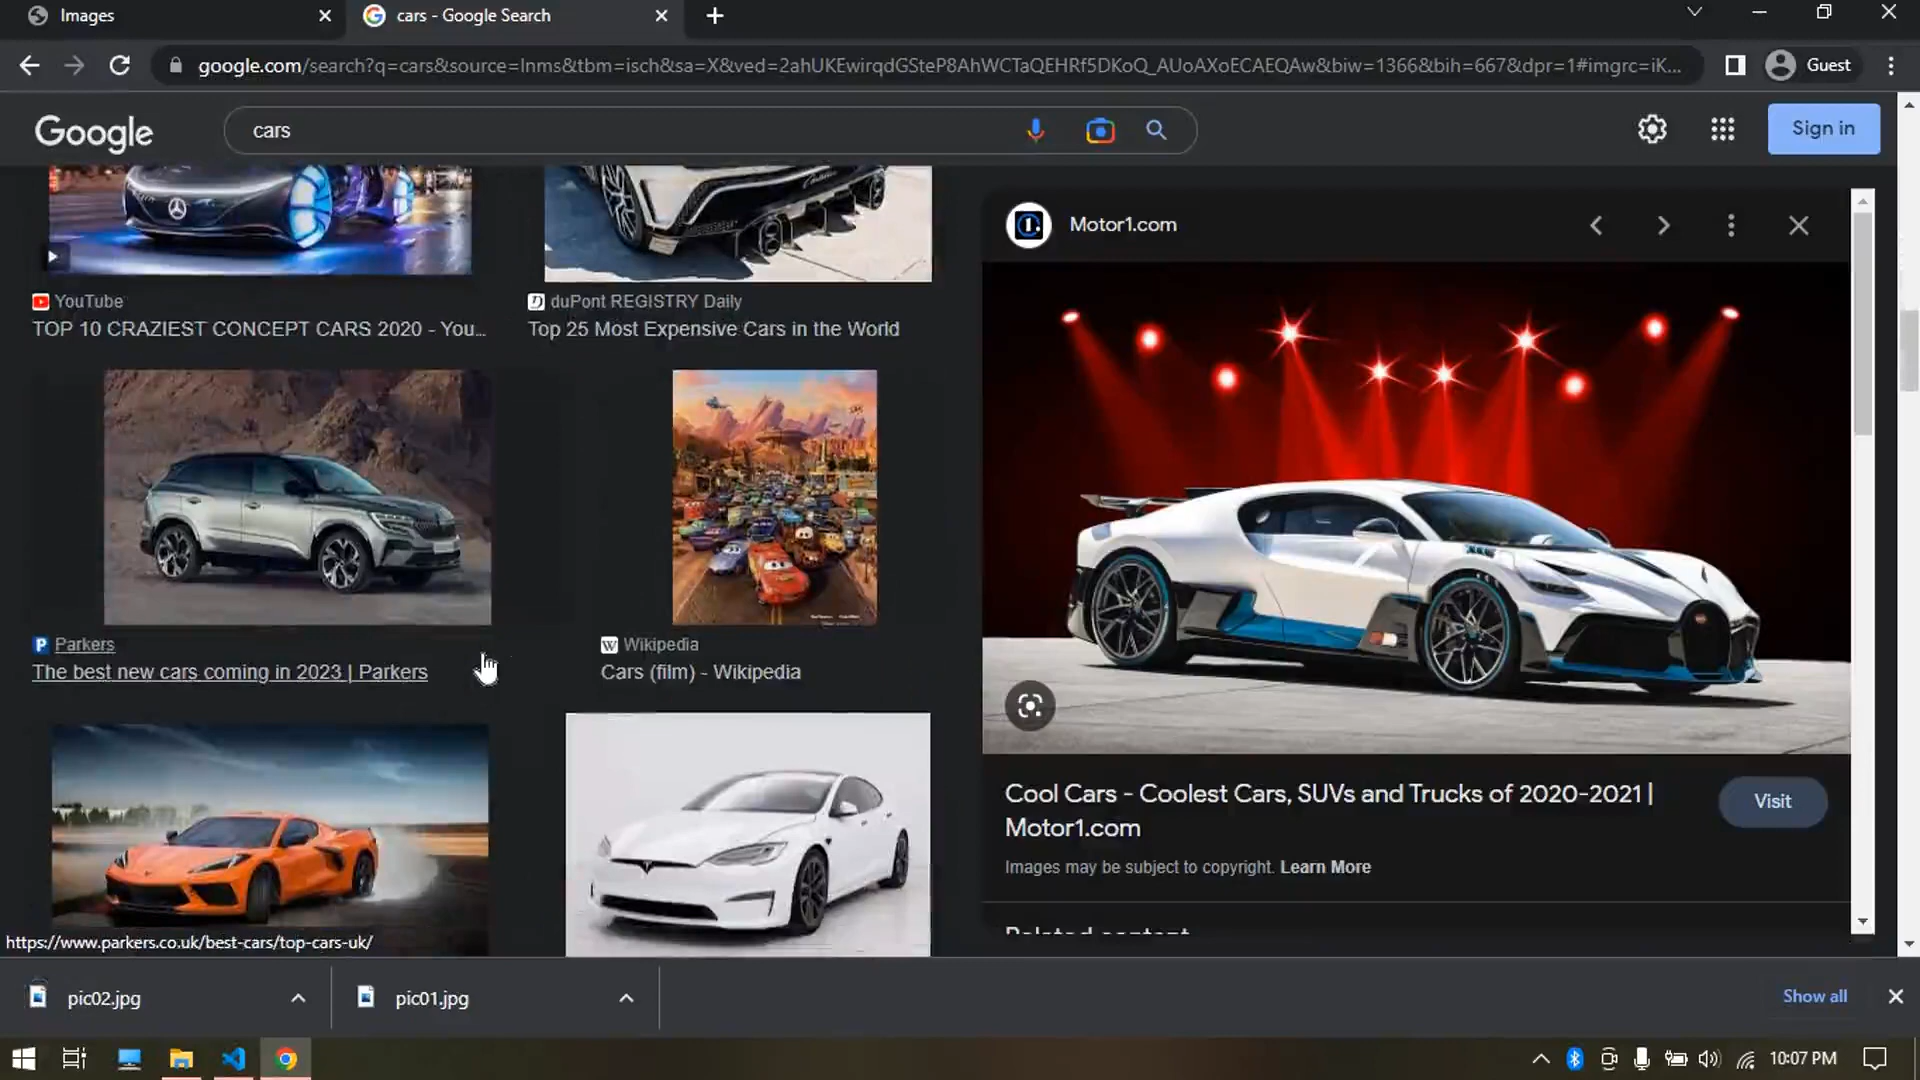 Images
cars - Google Search
google.com/search?q=cars&source=lnms&tbm=isch&sa=X&ved=2ahUKEwirqdGSteP8AhWCTaQEHRf5DKoQ_AUoAXoECAEQAw&biw=1366&bih=667&dpr=1#imgrc=iK...
Guest
Google
cars
Sign in
YouTube
TOP 10 CRAZIEST CONCEPT CARS 2020 - You...
duPont REGISTRY Daily
Top 25 Most Expensive Cars in the World
Parkers
The best new cars coming in 2023 | Parkers
Wikipedia
Cars (film) - Wikipedia
Motor1.com
Cool Cars - Coolest Cars, SUVs and Trucks of 2020-2021 |
Motor1.com
Visit
Images may be subject to copyright. Learn More
Related content
https://www.parkers.co.uk/best-cars/top-cars-uk/
pic02.jpg
pic01.jpg
Show all
10:07 PM